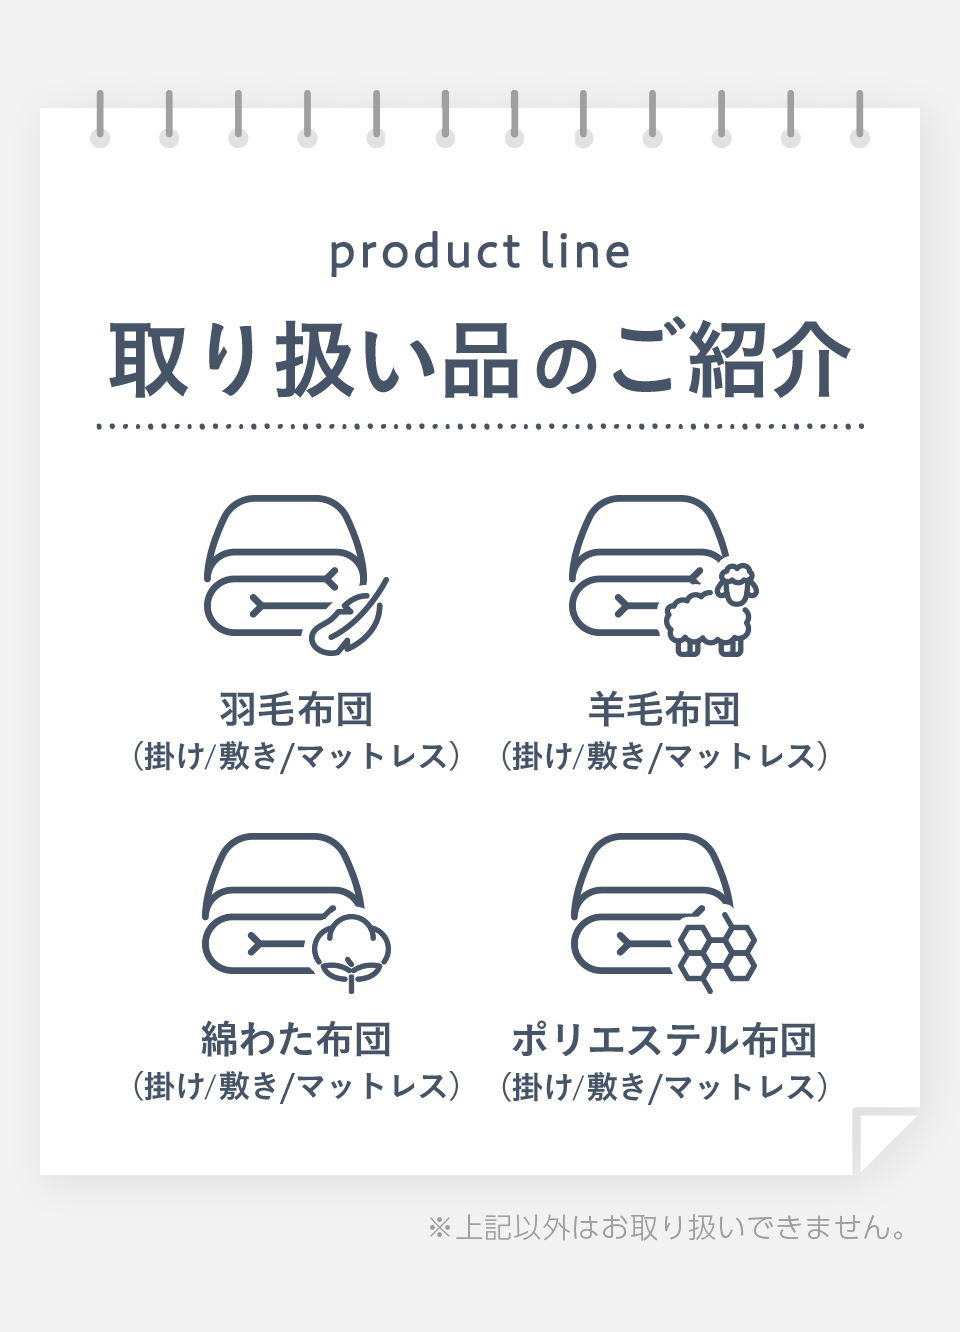 product line
取り扱い品のご紹介
羽毛布団
（掛け/敷き/マットレス）
羊毛布団
（掛け/敷き/マットレス）
綿わた布団
（掛け/敷き/マットレス）
ポリエステル布団
（掛け/敷き/マットレス）
※上記以外はお取り扱いできません。